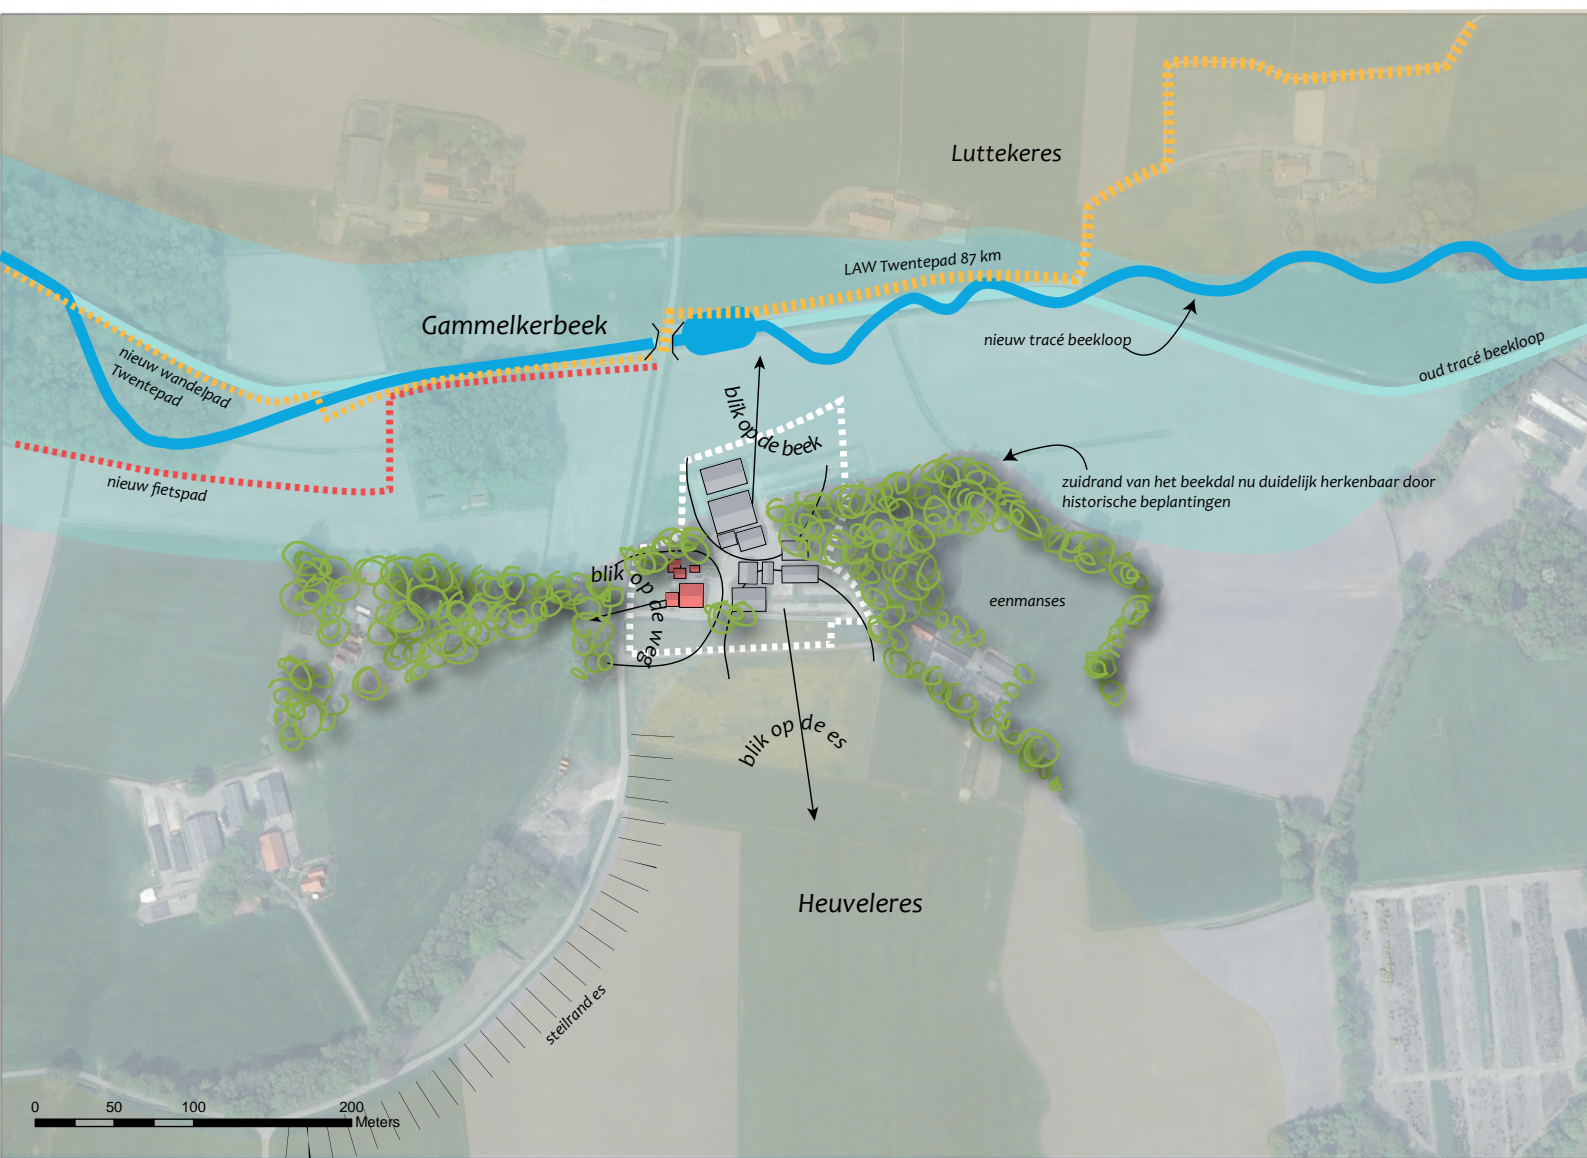 Luttekeres
LAW Twentepad 87 km
Gammelkerbeek
nieuw tracé beekloop
oud tracé beekloop
nieuw wandelpad
Twentepad
blik op de beek
nieuw fietspad
zuidrand van het beekdal nu duidelijk herkenbaar door
historische beplantingen
blik op de weg
eenmanses
blik op de es
Heuveleres
steilrand es
0 50 100 200
Meters